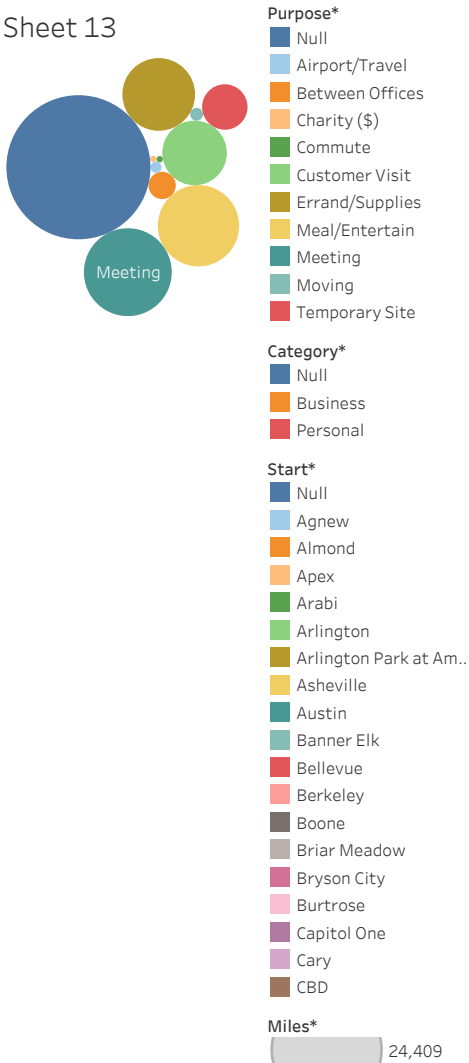 Sheet 13
Meeting
Purpose*
Null
Airport/Travel
Between Offices
Charity ($)
Commute
Customer Visit
Errand/Supplies
Meal/Entertain
Meeting
Moving
Temporary Site
Category*
Null
Business
Personal
Start*
Null
Agnew
Almond
Apex
Arabi
Arlington
Arlington Park at Am..
Asheville
Austin
Banner Elk
Bellevue
Berkeley
Boone
Briar Meadow
Bryson City
Burtrose
Capitol One
Cary
CBD
Miles*
24,409